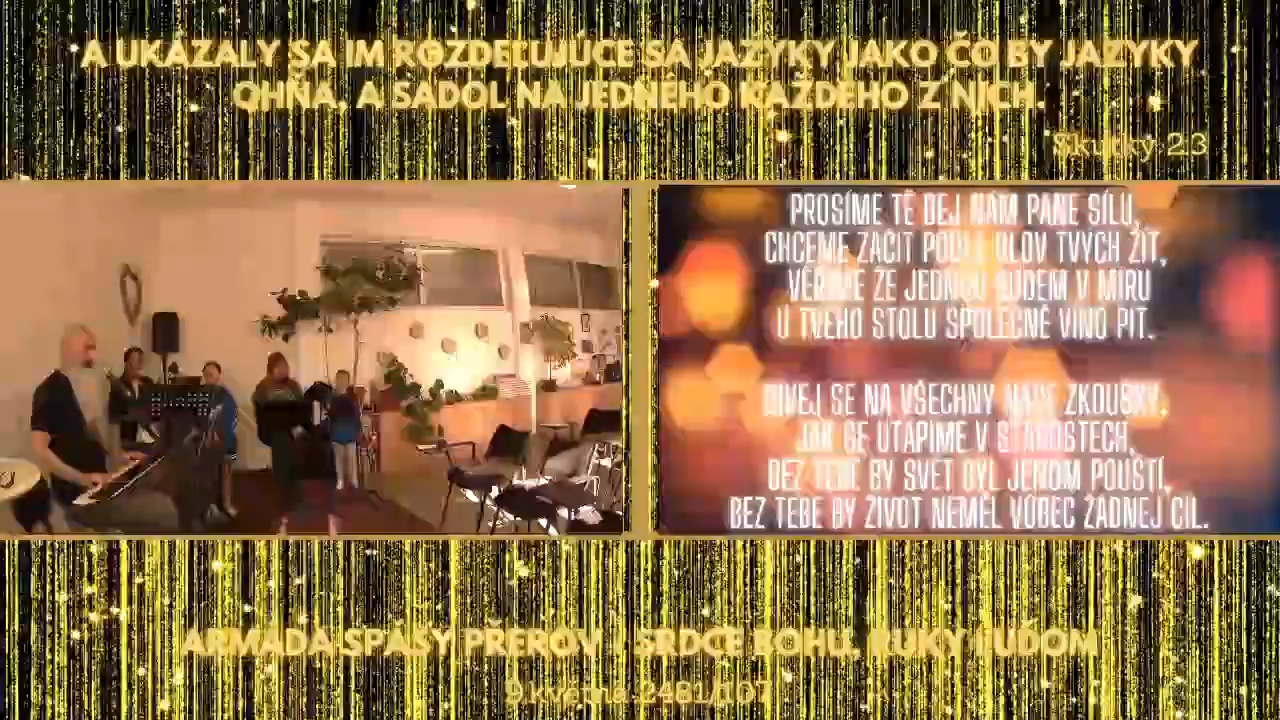 A UKÁZALY SA IM ROZDEĽUJÚCE SA JAZYKY JAKO ČO BY JAZYKY
OHŇA, A SADOL NA JEDNÉHO KAŽDÉHO Z NICH.
Skutky 2:3
PROSÍME TĚ DEJ NÁM PANE SÍLU,
CHCEME ZAČÍT PODLE SLOV TVÝCH ŽÍT,
VĚŘÍME ŽE JEDNOU BUDEM V MÍRU
U TVÉHO STOLU SPOLEČNĚ VÍNO PÍT.
DÍVEJ SE NA VŠECHNY NAŠE ZKOUŠKY,
JAK SE UTÁPÍME V STAROSTECH,
BEZ TEBE BY SVĚT BYL JENOM POUŠTÍ,
BEZ TEBE BY ŽIVOT NEMĚL VŮBEC ŽÁDNEJ CÍL.
ARMÁDA SPÁSY PŘEROV SRDCE BOHU, RUKY ĽUĎOM
9.května 2481/107